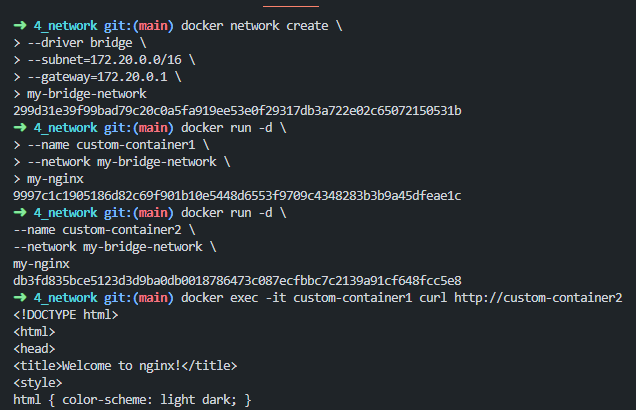 ➜ 4_network git:(main) docker network create \
> --driver bridge \
> --subnet=172.20.0.0/16 \
> --gateway=172.20.0.1 \
> my-bridge-network
299d31e39f99bad79c20c0a5fa919ee53e0f29317db3a722e02c65072150531b
➜ 4_network git:(main) docker run -d \
> --name custom-container1 \
> --network my-bridge-network \
> my-nginx
9997c1c1905186d82c69f901b10e5448d6553f9709c4348283b3b9a45dfeae1c
➜ 4_network git:(main) docker run -d \
--name custom-container2 \
--network my-bridge-network \
my-nginx
db3fd835bce5123d3d9ba0db0018786473c087ecfbbc7c2139a91cf648fcc5e8
➜ 4_network git:(main) docker exec -it custom-container1 curl http://custom-container2
<!DOCTYPE html>
<html>
<head>
<title>Welcome to nginx!</title>
<style>
html { color-scheme: light dark; }